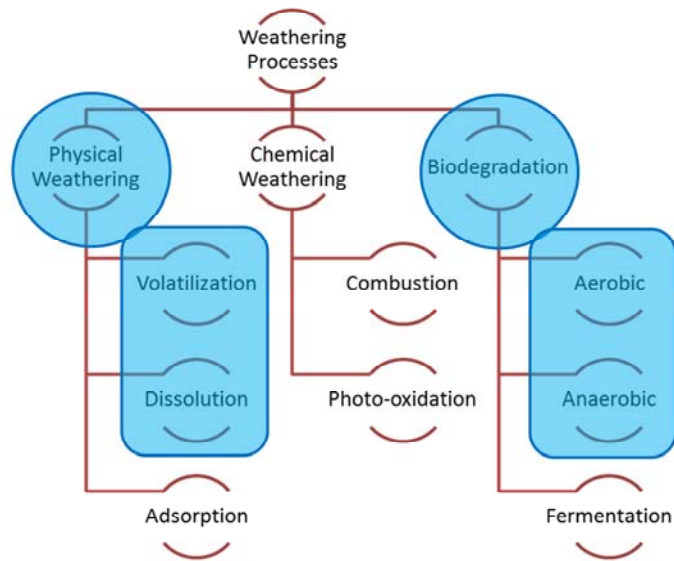 Weathering
Processes
Physical
Weathering
Chemical
Weathering
Biodegradation
Volatilization
Combustion
Aerobic
Dissolution
Photo-oxidation
Anaerobic
Adsorption
Fermentation